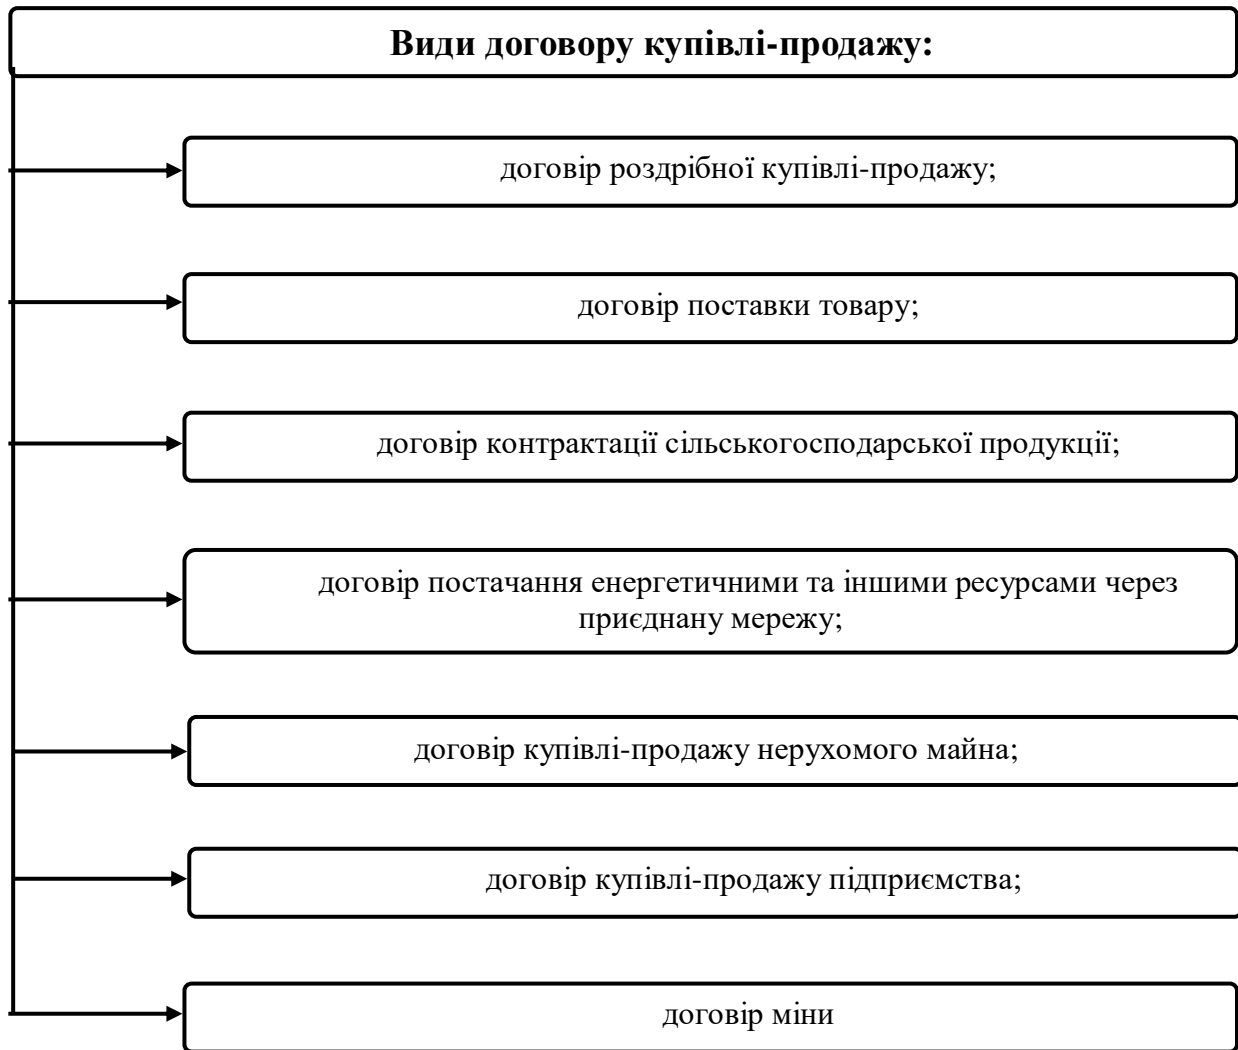 Види договору купівлі-продажу:
договір роздрібної купівлі-продажу;
договір поставки товару;
договір контрактації сільськогосподарської продукції;
договір постачання енергетичними та іншими ресурсами через
приєднану мережу;
договір купівлі-продажу нерухомого майна;
договір купівлі-продажу підприємства;
договір міни